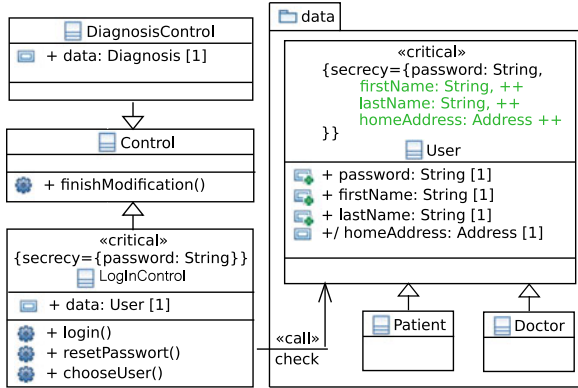 DiagnosisControl
+ data: Diagnosis [1]
Control
+ finishModification()
«critical»
{secrecy={password: String}}
LogInControl
+ data: User [1]
+ login()
+ resetPasswort()
+ chooseUser()
«call»
check
data
«critical»
{secrecy={password: String,
firstName: String, ++
lastName: String, ++
homeAddress: Address ++
}}
User
+ password: String [1]
+ firstName: String [1]
+ lastName: String [1]
+/ homeAddress: Address [1]
Patient
Doctor